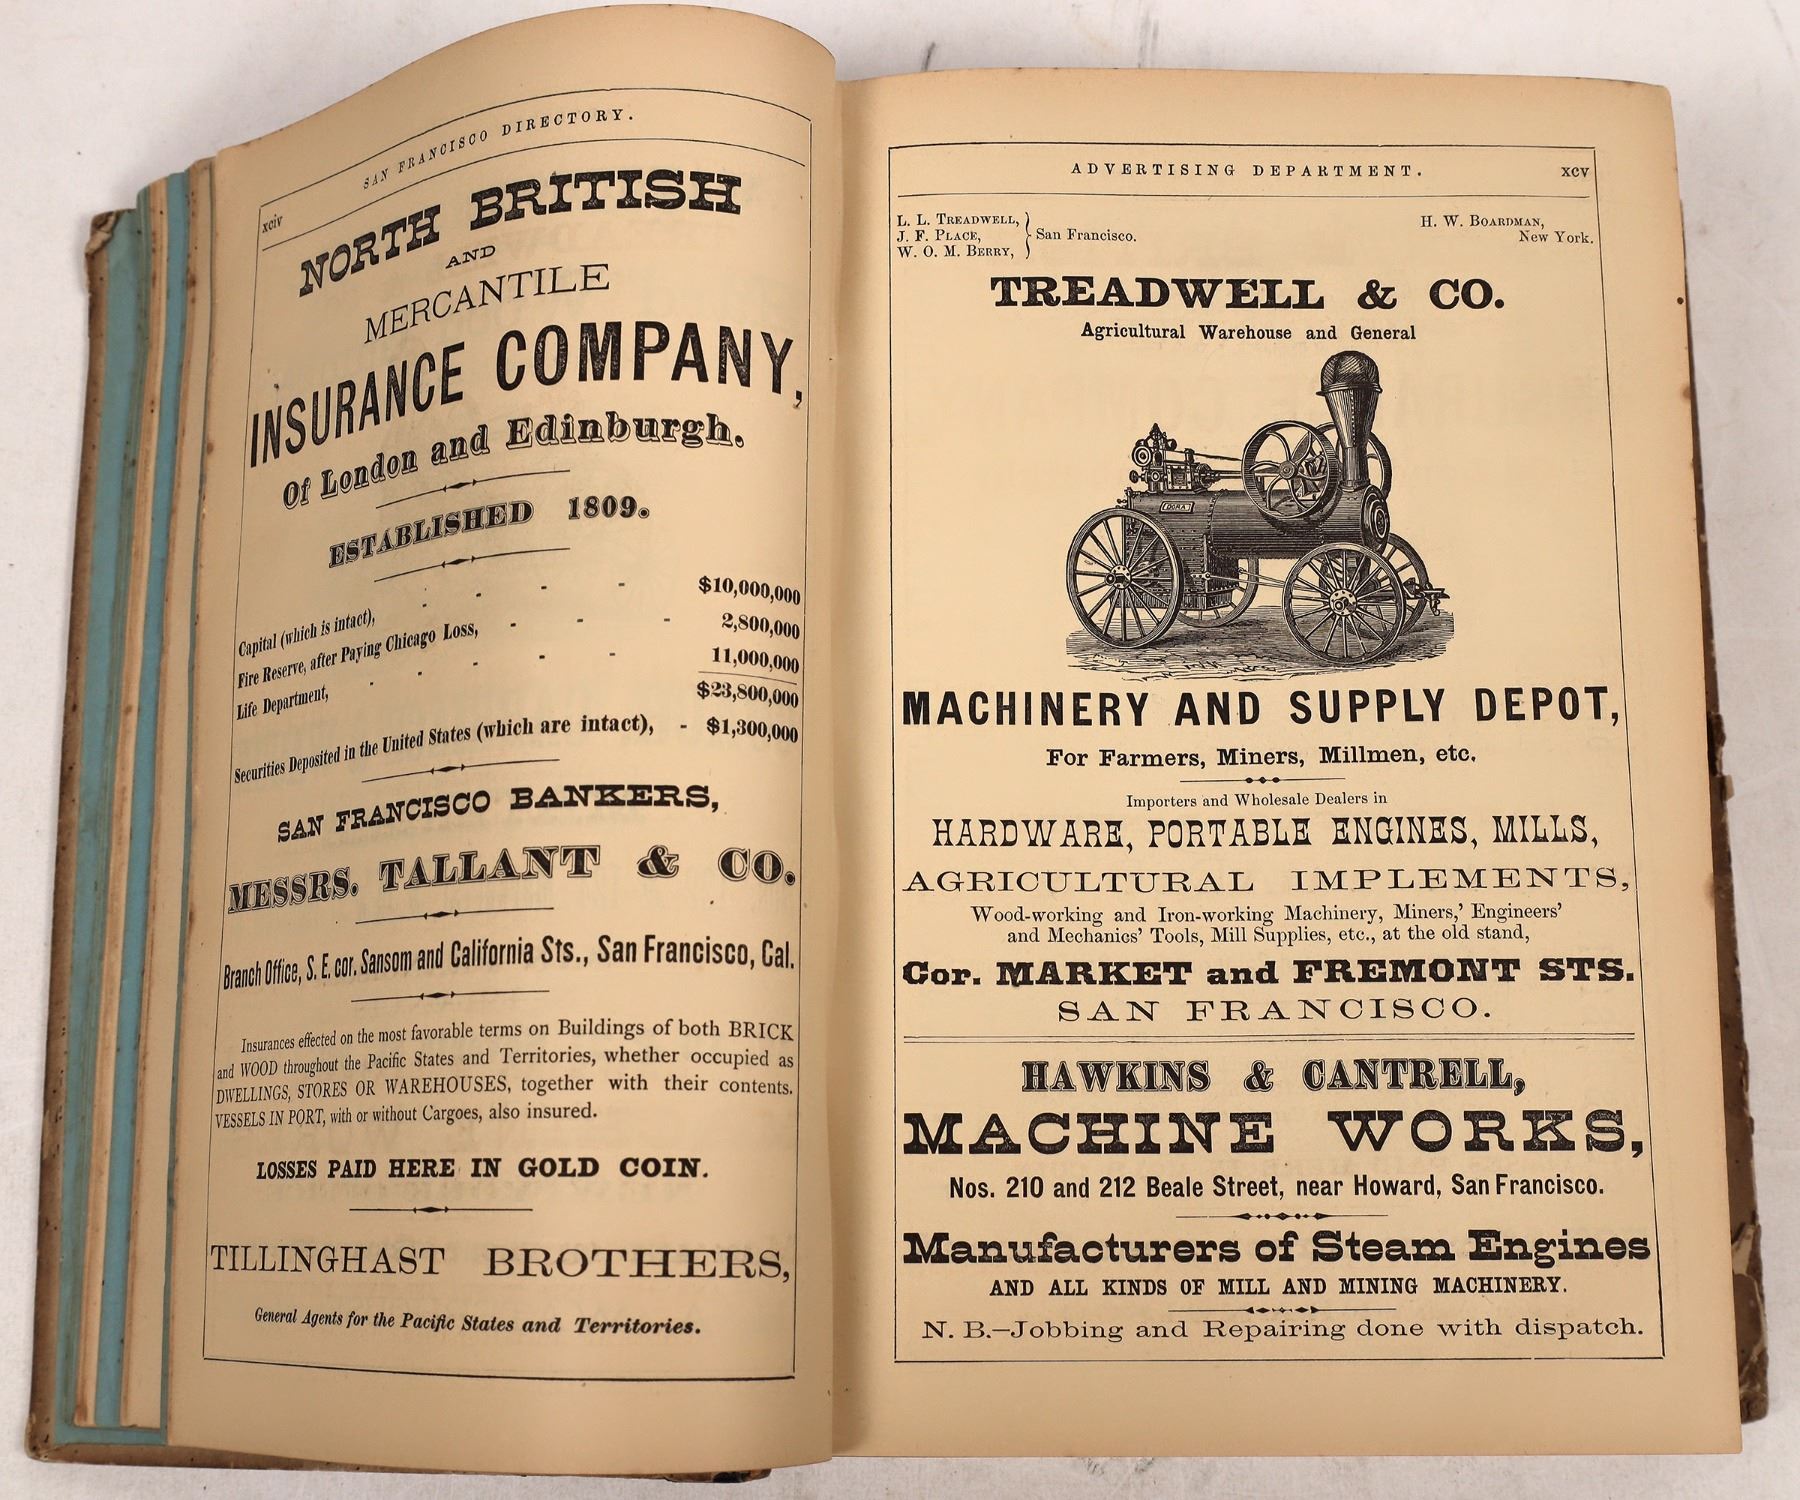 SAN FRANCISCO DIRECTORY.
xciv
NORTH BRITISH
AND
MERCANTILE
INSURANCE COMPANY,
Of London and Edinburgh.
ESTABLISHED 1809.
Capital (which is intact), - - - - $10,000,000
Fire Reserve, after Paying Chicago Loss, - - - 2,800,000
Life Department, - - - - 11,000,000
$23,800,000
Securities Deposited in the United States (which are intact), - $1,300,000
SAN FRANCISCO BANKERS,
MESSRS. TALLANT & CO.
Branch Office, S. E. cor. Sansom and California Sts., San Francisco, Cal.
Insurances effected on the most favorable terms on Buildings of both BRICK
and WOOD throughout the Pacific States and Territories, whether occupied as
DWELLINGS, STORES OR WAREHOUSES, together with their contents.
VESSELS IN PORT, with or without Cargoes, also insured.
LOSSES PAID HERE IN GOLD COIN.
TILLINGHAST BROTHERS,
General Agents for the Pacific States and Territories.
ADVERTISING DEPARTMENT. xcv
L. L. TREADWELL,
J. F. PLACE, San Francisco.
W. O. M. BERRY,
H. W. BOARDMAN,
New York.
TREADWELL & CO.
Agricultural Warehouse and General
DORA
MACHINERY AND SUPPLY DEPOT,
For Farmers, Miners, Millmen, etc.
Importers and Wholesale Dealers in
HARDWARE, PORTABLE ENGINES, MILLS,
AGRICULTURAL IMPLEMENTS,
Wood-working and Iron-working Machinery, Miners,' Engineers'
and Mechanics' Tools, Mill Supplies, etc., at the old stand,
Cor. MARKET and FREMONT STS.
SAN FRANCISCO.
HAWKINS & CANTRELL,
MACHINE WORKS,
Nos. 210 and 212 Beale Street, near Howard, San Francisco.
Manufacturers of Steam Engines
AND ALL KINDS OF MILL AND MINING MACHINERY.
N. B.—Jobbing and Repairing done with dispatch.